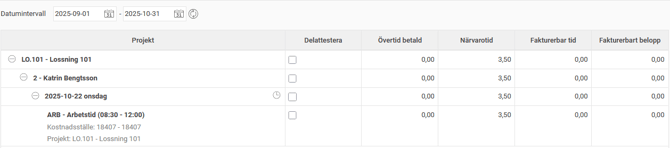 Datumintervall 2025-09-01 31 - 2025-10-31 31
Projekt Delattestera Övertid betald Närvarotid Fakturerbar tid Fakturerbart belopp
LO.101 - Lossning 101 0,00 3,50 0,00 0,00
2 - Katrin Bengtsson 0,00 3,50 0,00 0,00
2025-10-22 onsdag 0,00 3,50 0,00 0,00
ARB - Arbetstid (08:30 - 12:00) 0,00 3,50 0,00 0,00
Kostnadsställe: 18407 - 18407
Projekt: LO.101 - Lossning 101